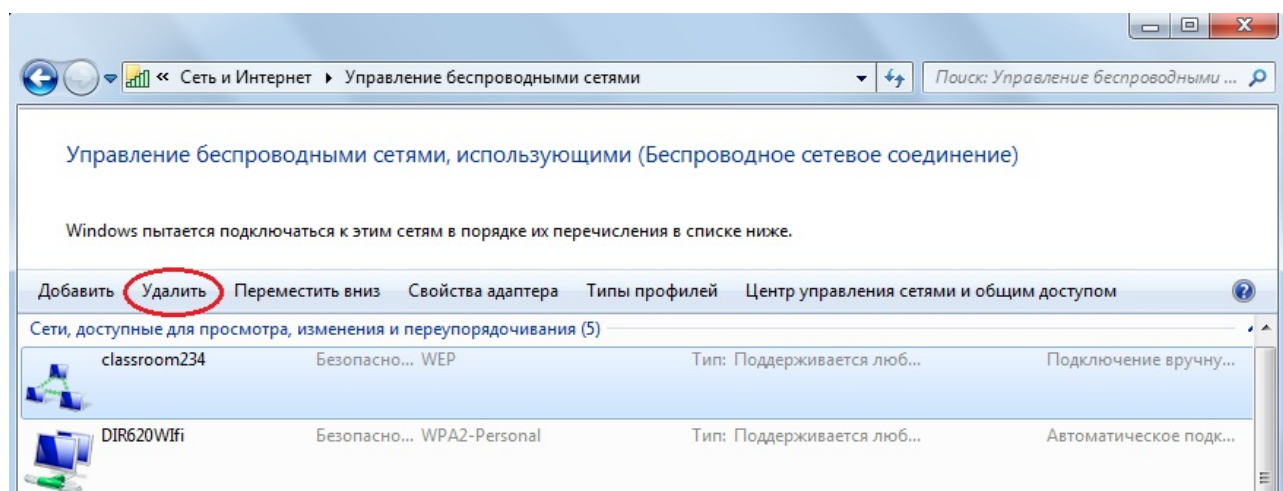 « Сеть и Интернет Управление беспроводными сетями Поиск: Управление беспроводными ...
Управление беспроводными сетями, использующими (Беспроводное сетевое соединение)
Windows пытается подключаться к этим сетям в порядке их перечисления в списке ниже.
Добавить Удалить Переместить вниз Свойства адаптера Типы профилей Центр управления сетями и общим доступом
Сети, доступные для просмотра, изменения и переупорядочивания (5)
classroom234 Безопасно... WEP Тип: Поддерживается люб... Подключение вручну...
DIR620WIfi Безопасно... WPA2-Personal Тип: Поддерживается люб... Автоматическое подк...